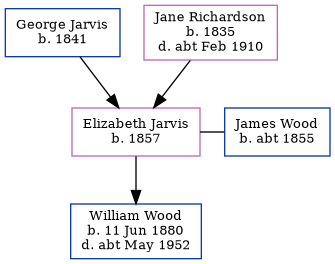 George Jarvis
b. 1841
Jane Richardson
b. 1835
d. abt Feb 1910
Elizabeth Jarvis
b. 1857
James Wood
b. abt 1855
William Wood
b. 11 Jun 1880
d. abt May 1952